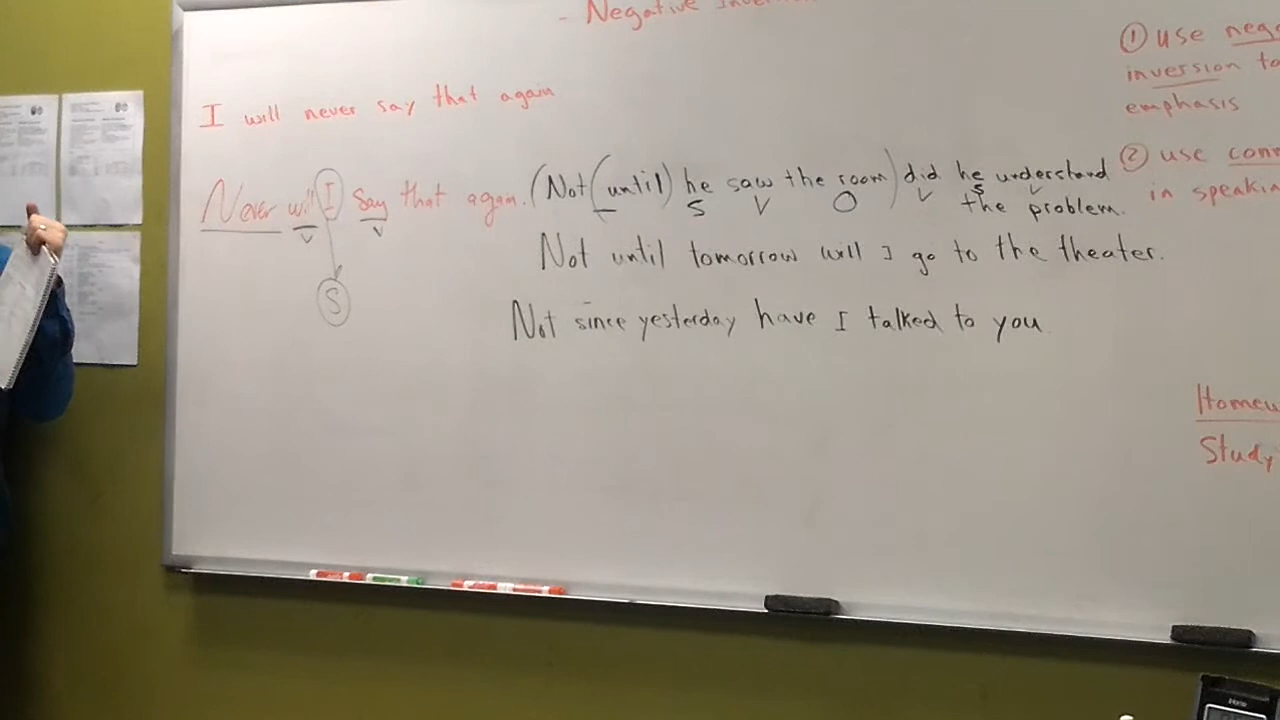 - Negative
I will never say that again
Never will I say that again.
V V
S
(Not (until) he saw the room) did he understand
S V O V S V
the problem.
Not until tomorrow will I go to the theater.
Not since yesterday have I talked to you.
① use
inversion to
emphasis
② use
in
Study